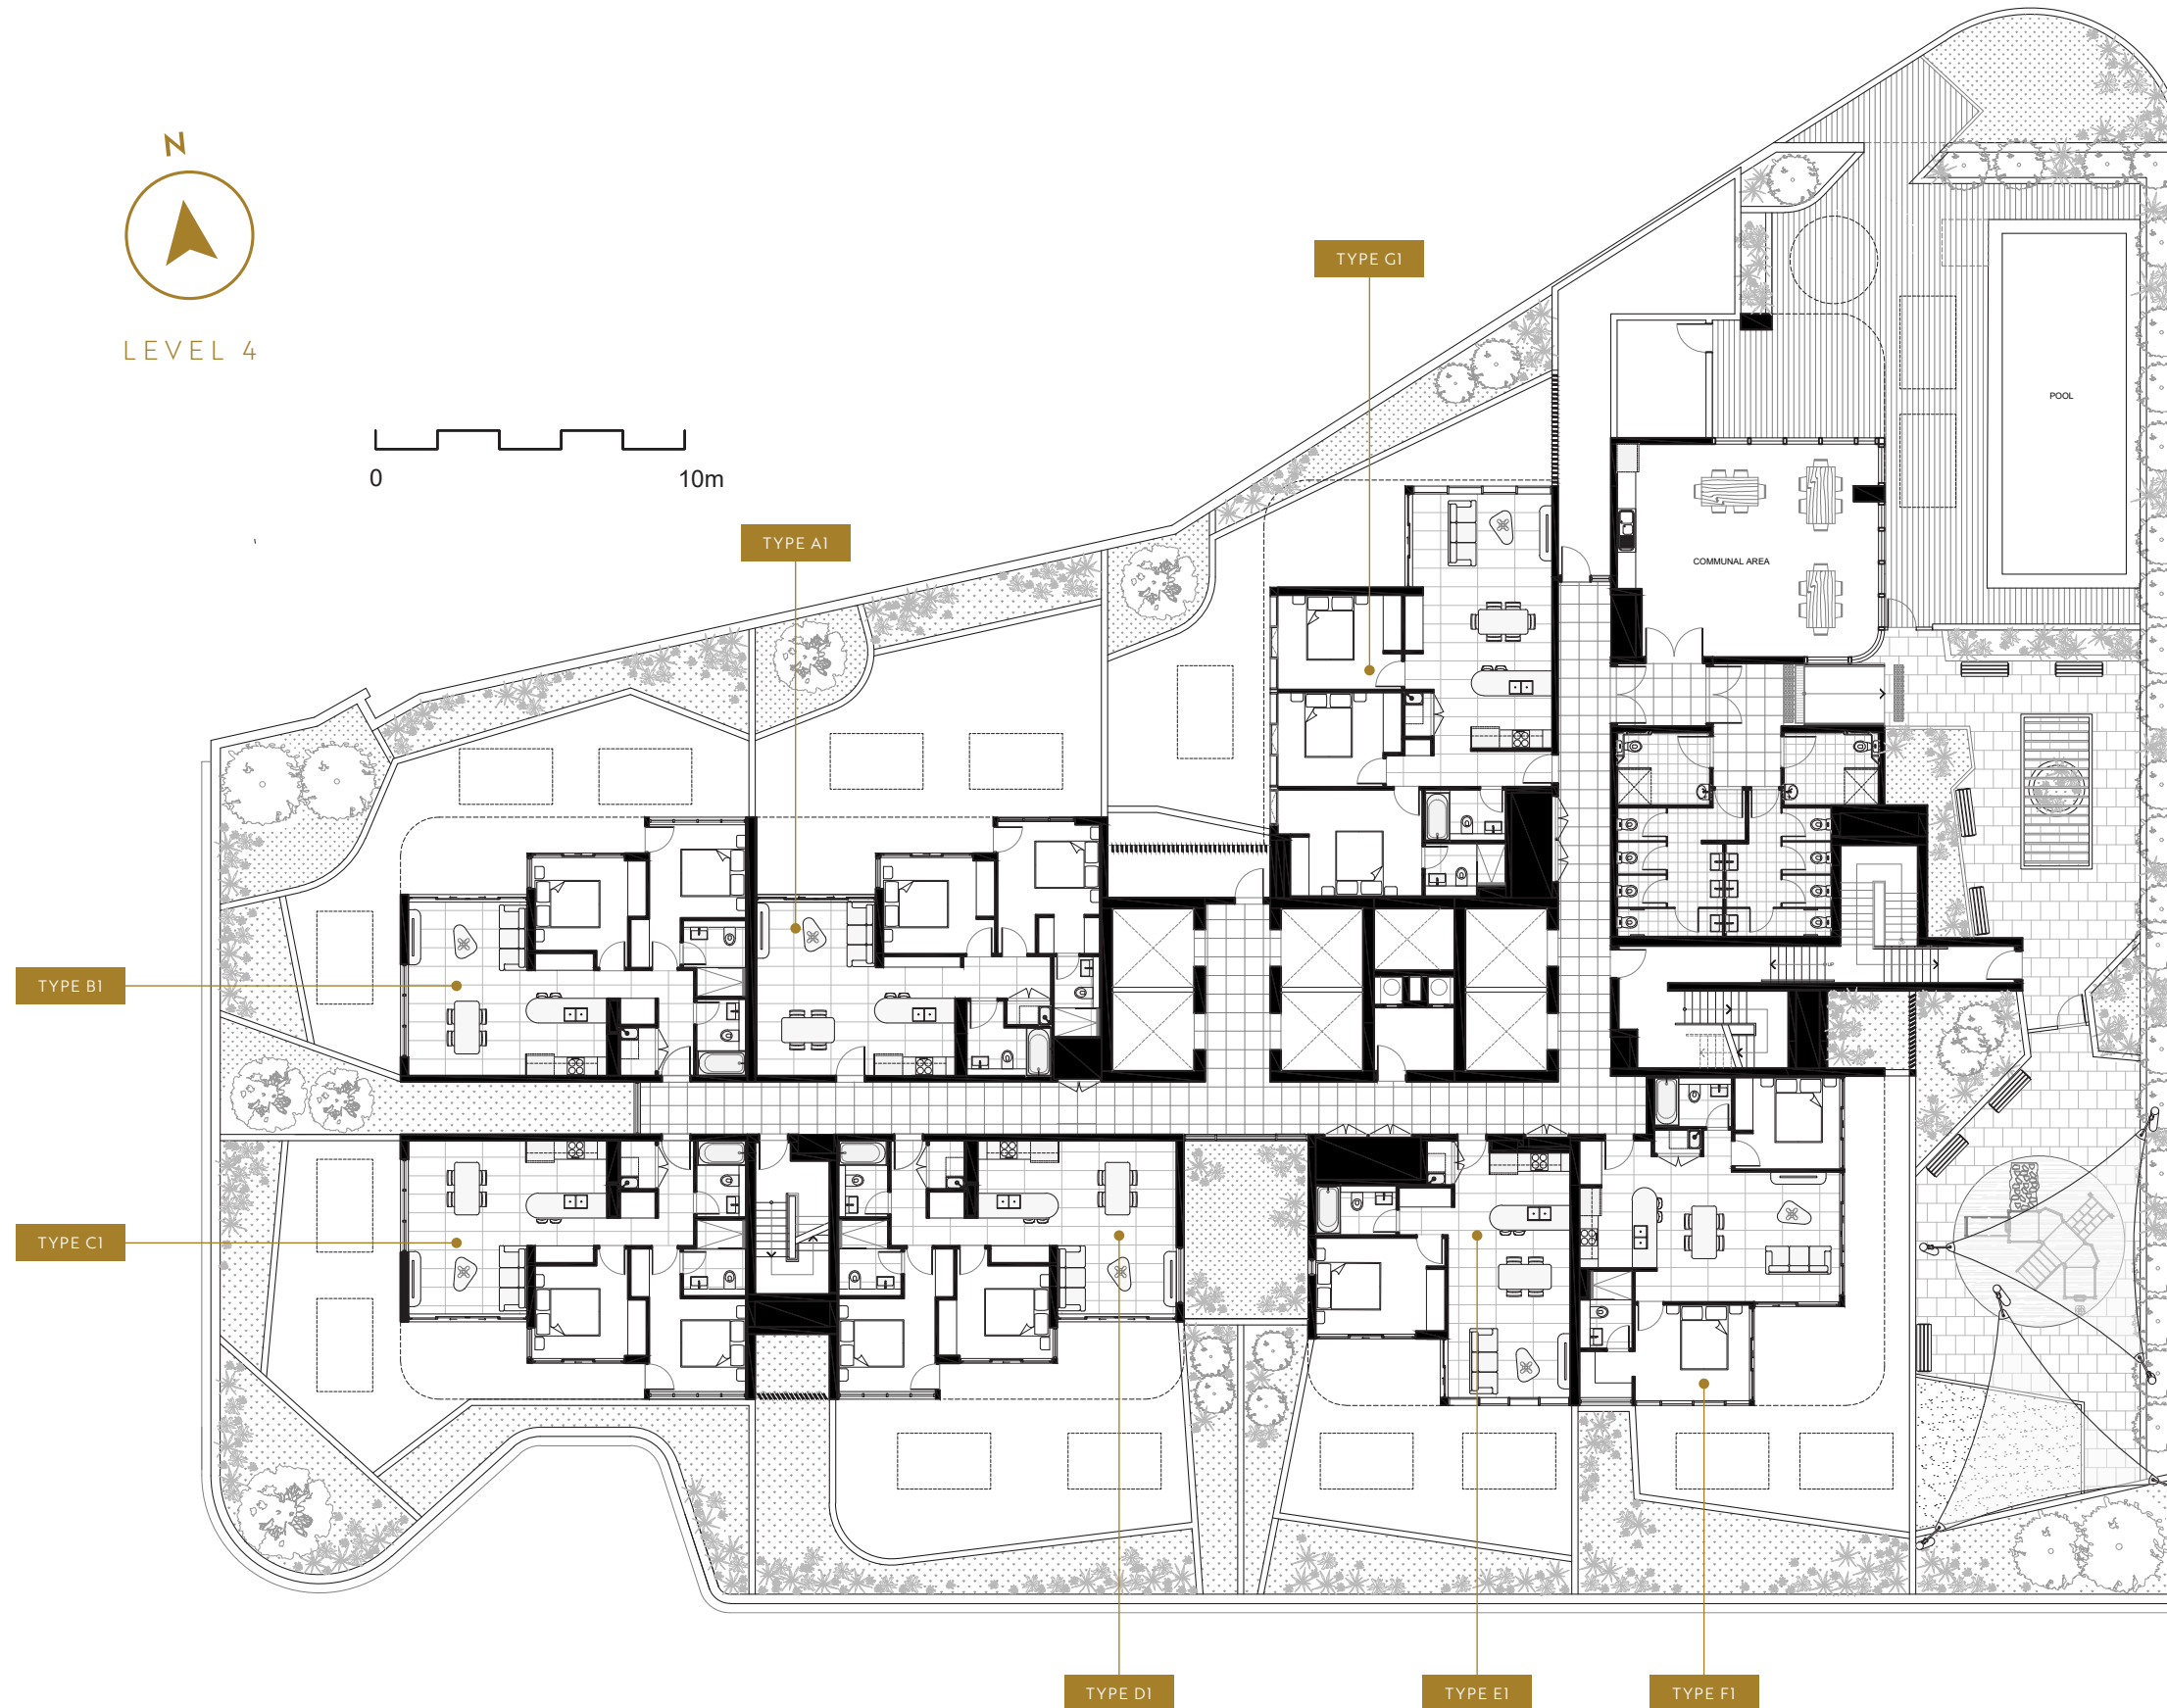 N
LEVEL 4
0 10m
TYPE G1
TYPE A1
POOL
COMMUNAL AREA
TYPE B1
UP
TYPE C1
TYPE D1
TYPE E1
TYPE F1